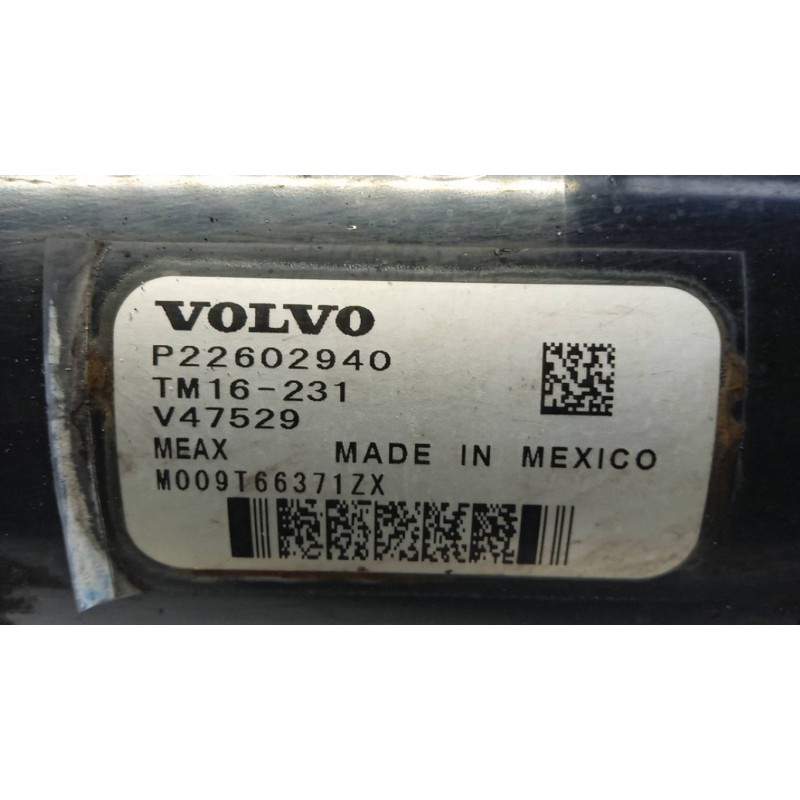 VOLVO
P22602940
TM16-231
V47529
MEAX MADE IN MEXICO
M009T66371ZX